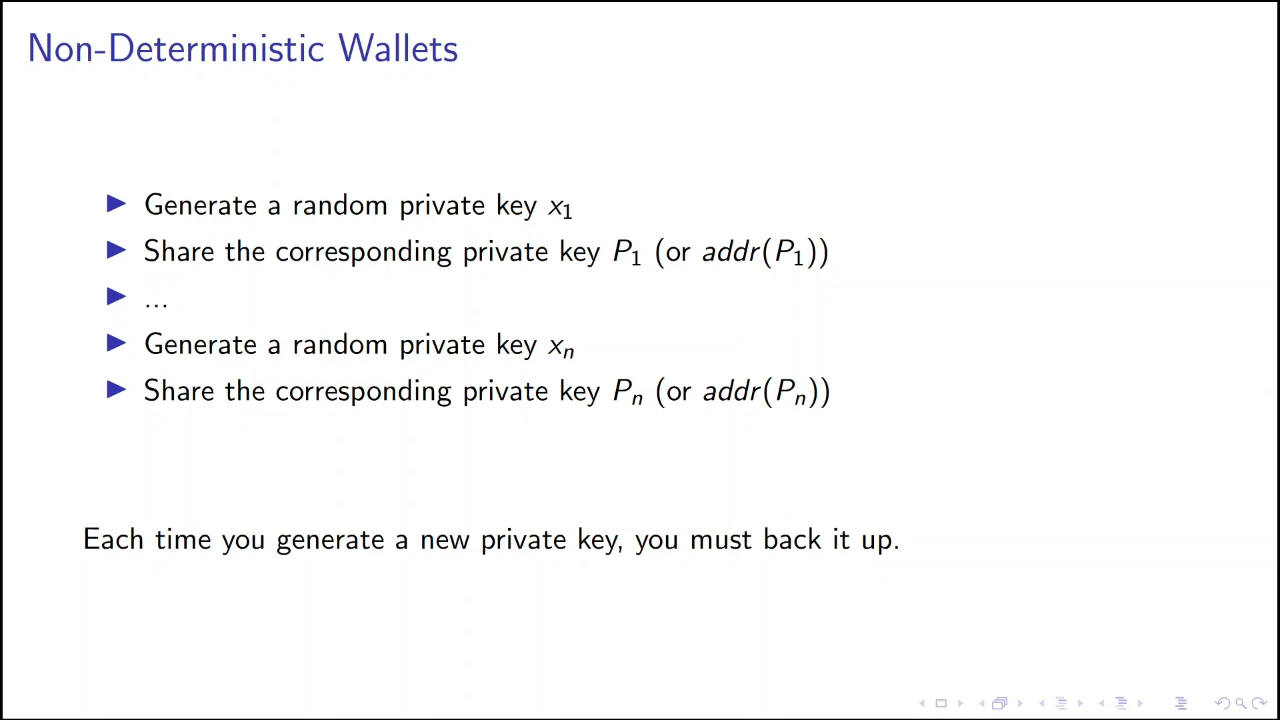 Non-Deterministic Wallets
Generate a random private key x₁
Share the corresponding private key P₁ (or addr(P₁))
...
Generate a random private key xₙ
Share the corresponding private key Pₙ (or addr(Pₙ))
Each time you generate a new private key, you must back it up.